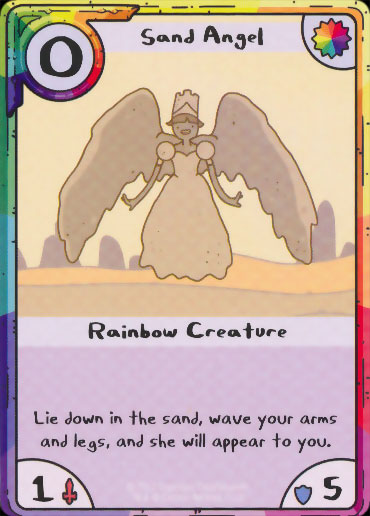 0
Sand Angel
Rainbow Creature
Lie down in the sand, wave your arms
and legs, and she will appear to you.
1
5